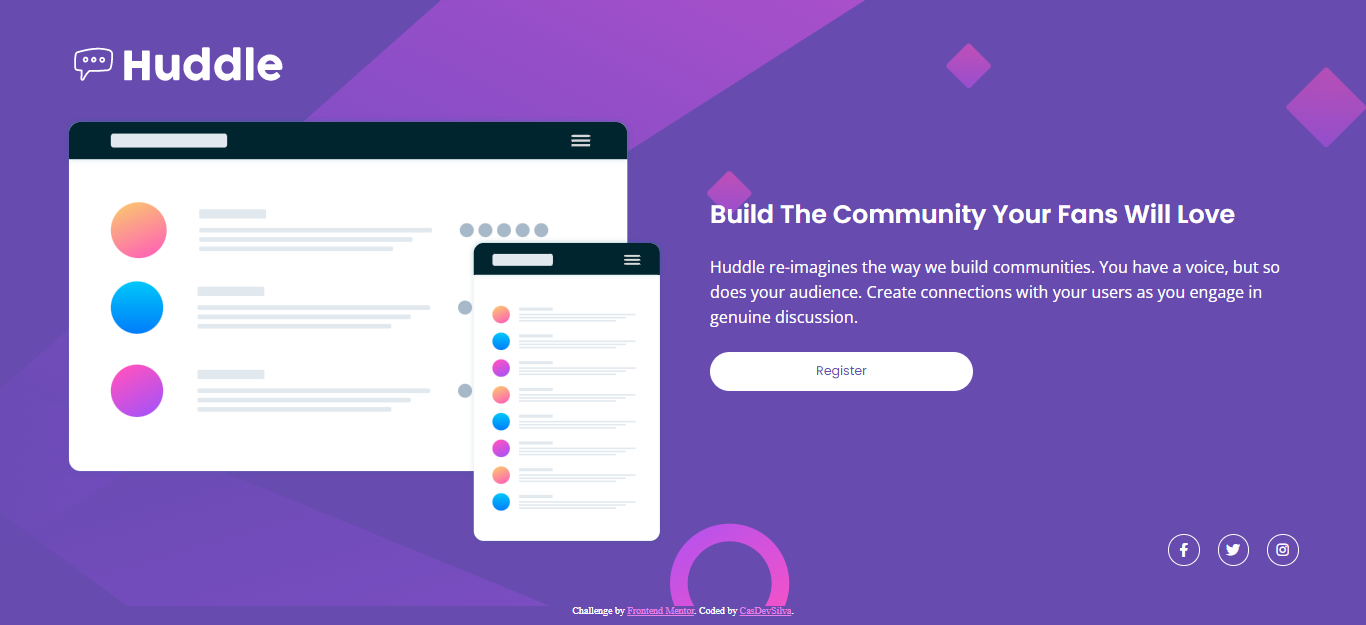 Huddle
Build The Community Your Fans Will Love
Huddle re-imagines the way we build communities. You have a voice, but so
does your audience. Create connections with your users as you engage in
genuine discussion.
Register
Challenge by Frontend Mentor. Coded by CasDevSilva.